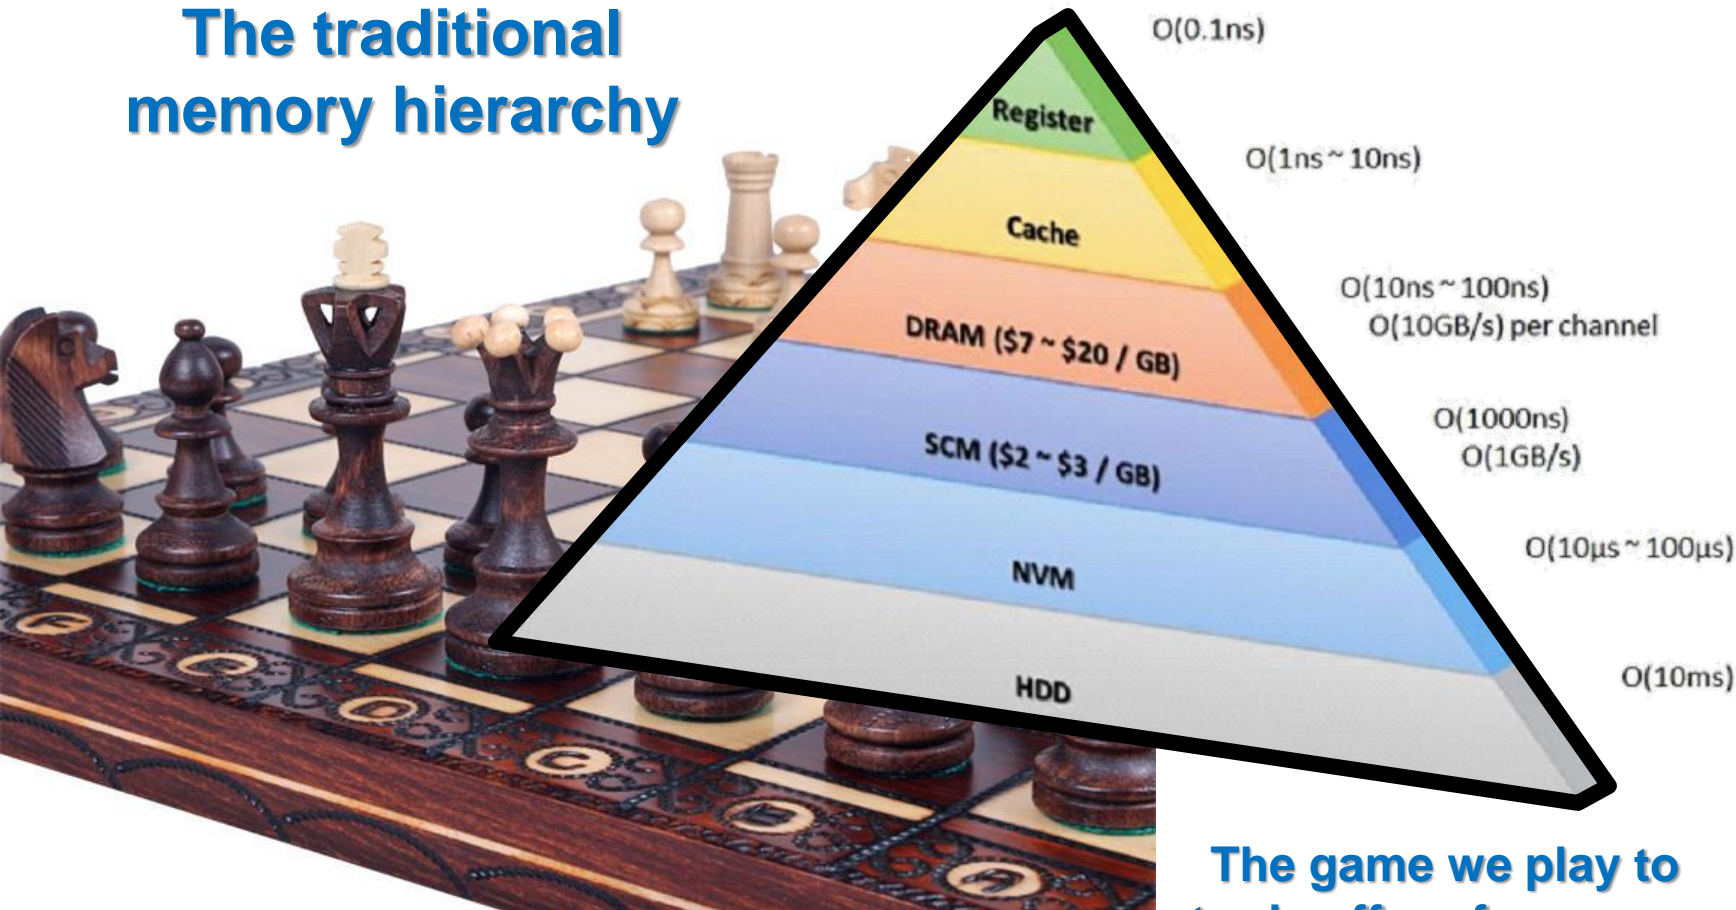 The traditional
memory hierarchy
O(0.1ns)
Register
O(1ns ~ 10ns)
Cache
O(10ns ~ 100ns)
O(10GB/s) per channel
DRAM ($7 ~ $20 / GB)
O(1000ns)
O(1GB/s)
SCM ($2 ~ $3 / GB)
O(10µs ~ 100µs)
NVM
O(10ms)
HDD
The game we play to